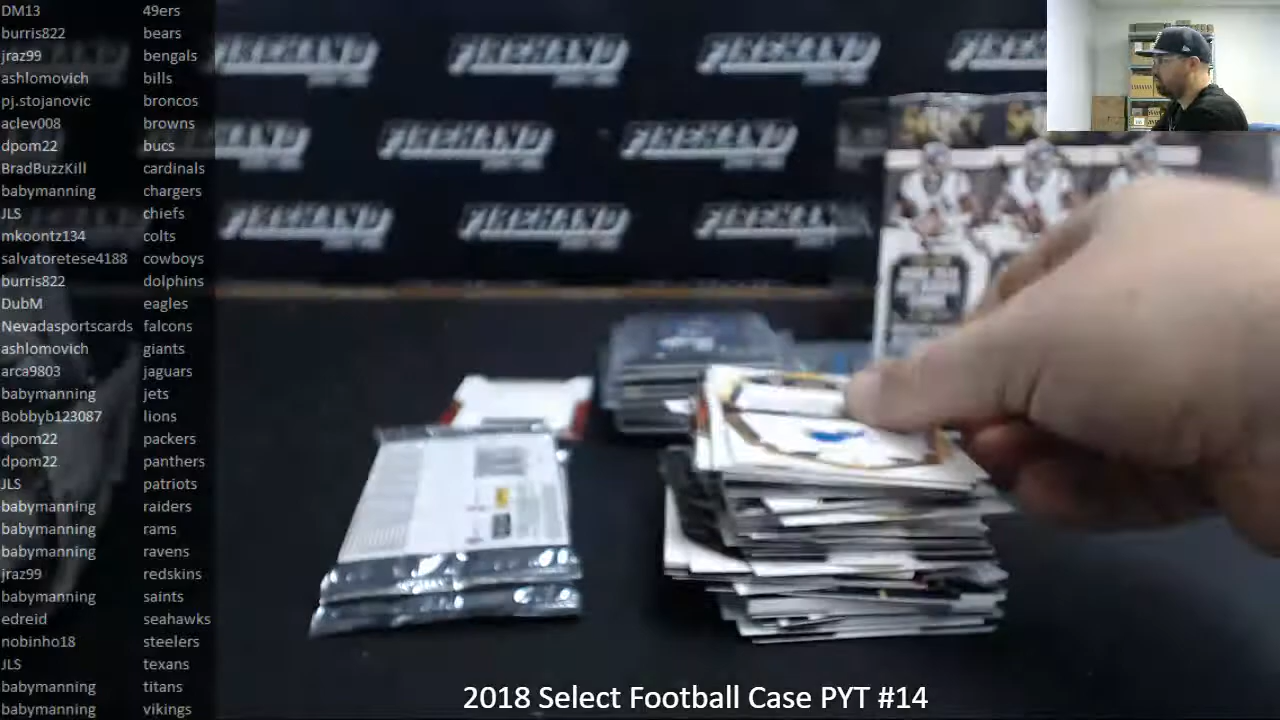 DM13 49ers
burris822 bears
jraz99 bengals
ashlomovich bills
pj.stojanovic broncos
aclev008 browns
dpom22 bucs
BradBuzzKill cardinals
babymanning chargers
JLS chiefs
mkoontz134 colts
salvatoretese4188 cowboys
burris822 dolphins
DubM eagles
Nevadasportscards falcons
ashlomovich giants
arca9803 jaguars
babymanning jets
Bobbyb123087 lions
dpom22 packers
dpom22 panthers
JLS patriots
babymanning raiders
babymanning rams
babymanning ravens
jraz99 redskins
babymanning saints
edreid seahawks
nobinho18 steelers
JLS texans
babymanning titans
babymanning vikings
FIREHAND FIREHAND FIREHAND FIREHAND
FIREHAND FIREHAND
FIREHAND FIREHAND FIREHAND
SELECT
2018 Select Football Case PYT #14